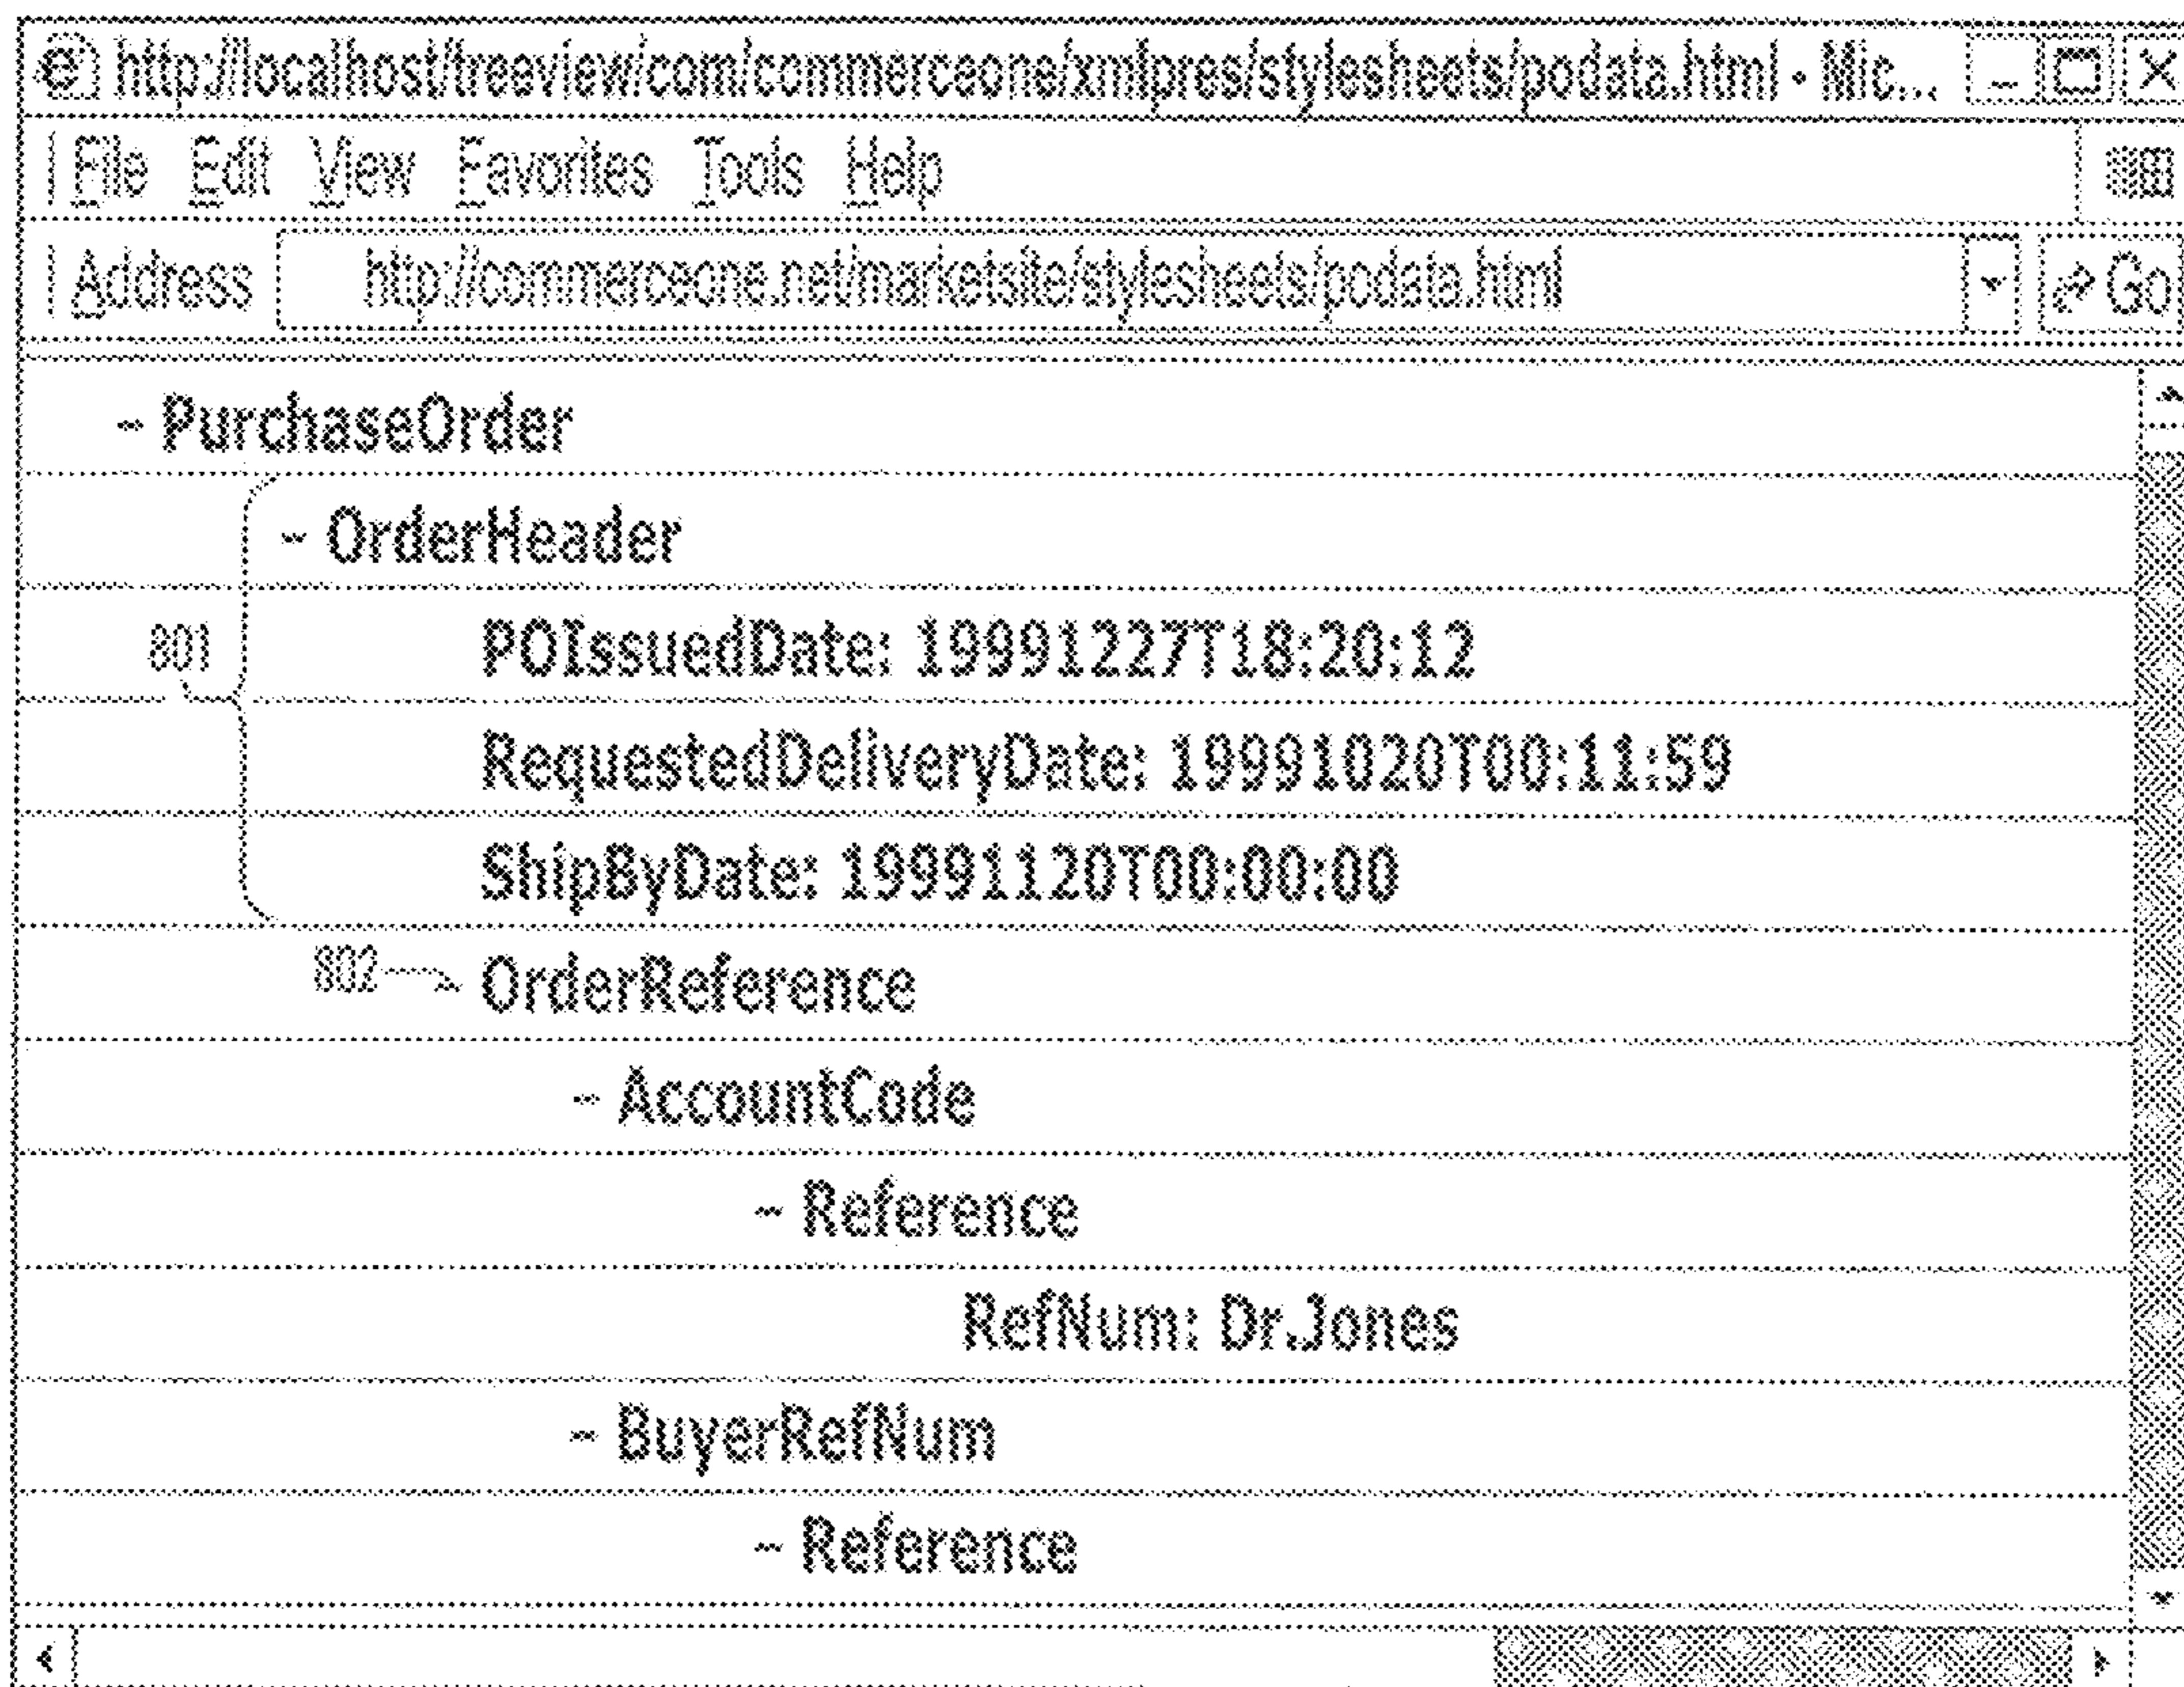 http://localhost/treeview/com/commerceone/xmlpres/stylesheets/podata.html - Mic...
File Edit View Favorites Tools Help
Address http://commerceone.net/marketsite/stylesheets/podata.html Go
- PurchaseOrder
- OrderHeader
801 POIssuedDate: 19991227T18:20:12
RequestedDeliveryDate: 19991020T00:11:59
ShipByDate: 19991120T00:00:00
802 OrderReference
- AccountCode
- Reference
RefNum: Dr.Jones
- BuyerRefNum
- Reference